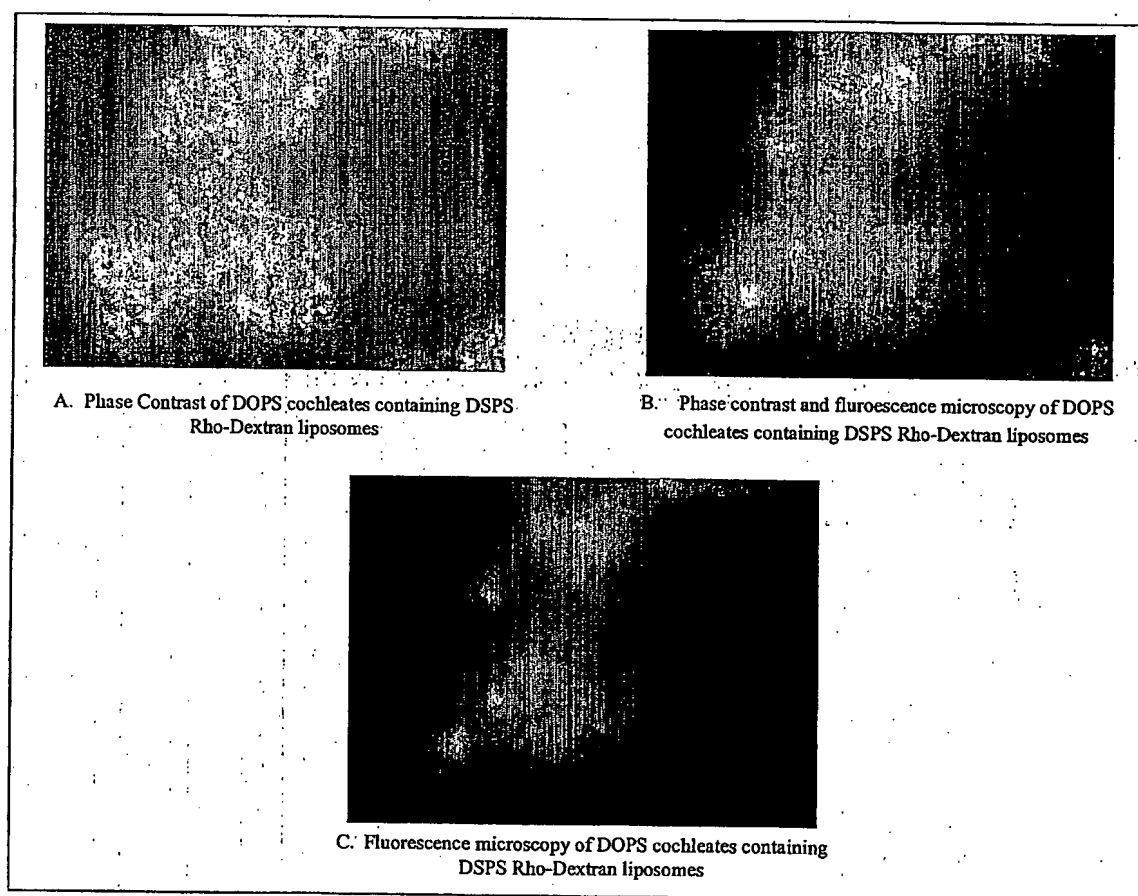 A. Phase Contrast of DOPS cochleates containing DSPS
Rho-Dextran liposomes
B. Phase contrast and fluroescence microscopy of DOPS
cochleates containing DSPS Rho-Dextran liposomes
C. Fluorescence microscopy of DOPS cochleates containing
DSPS Rho-Dextran liposomes